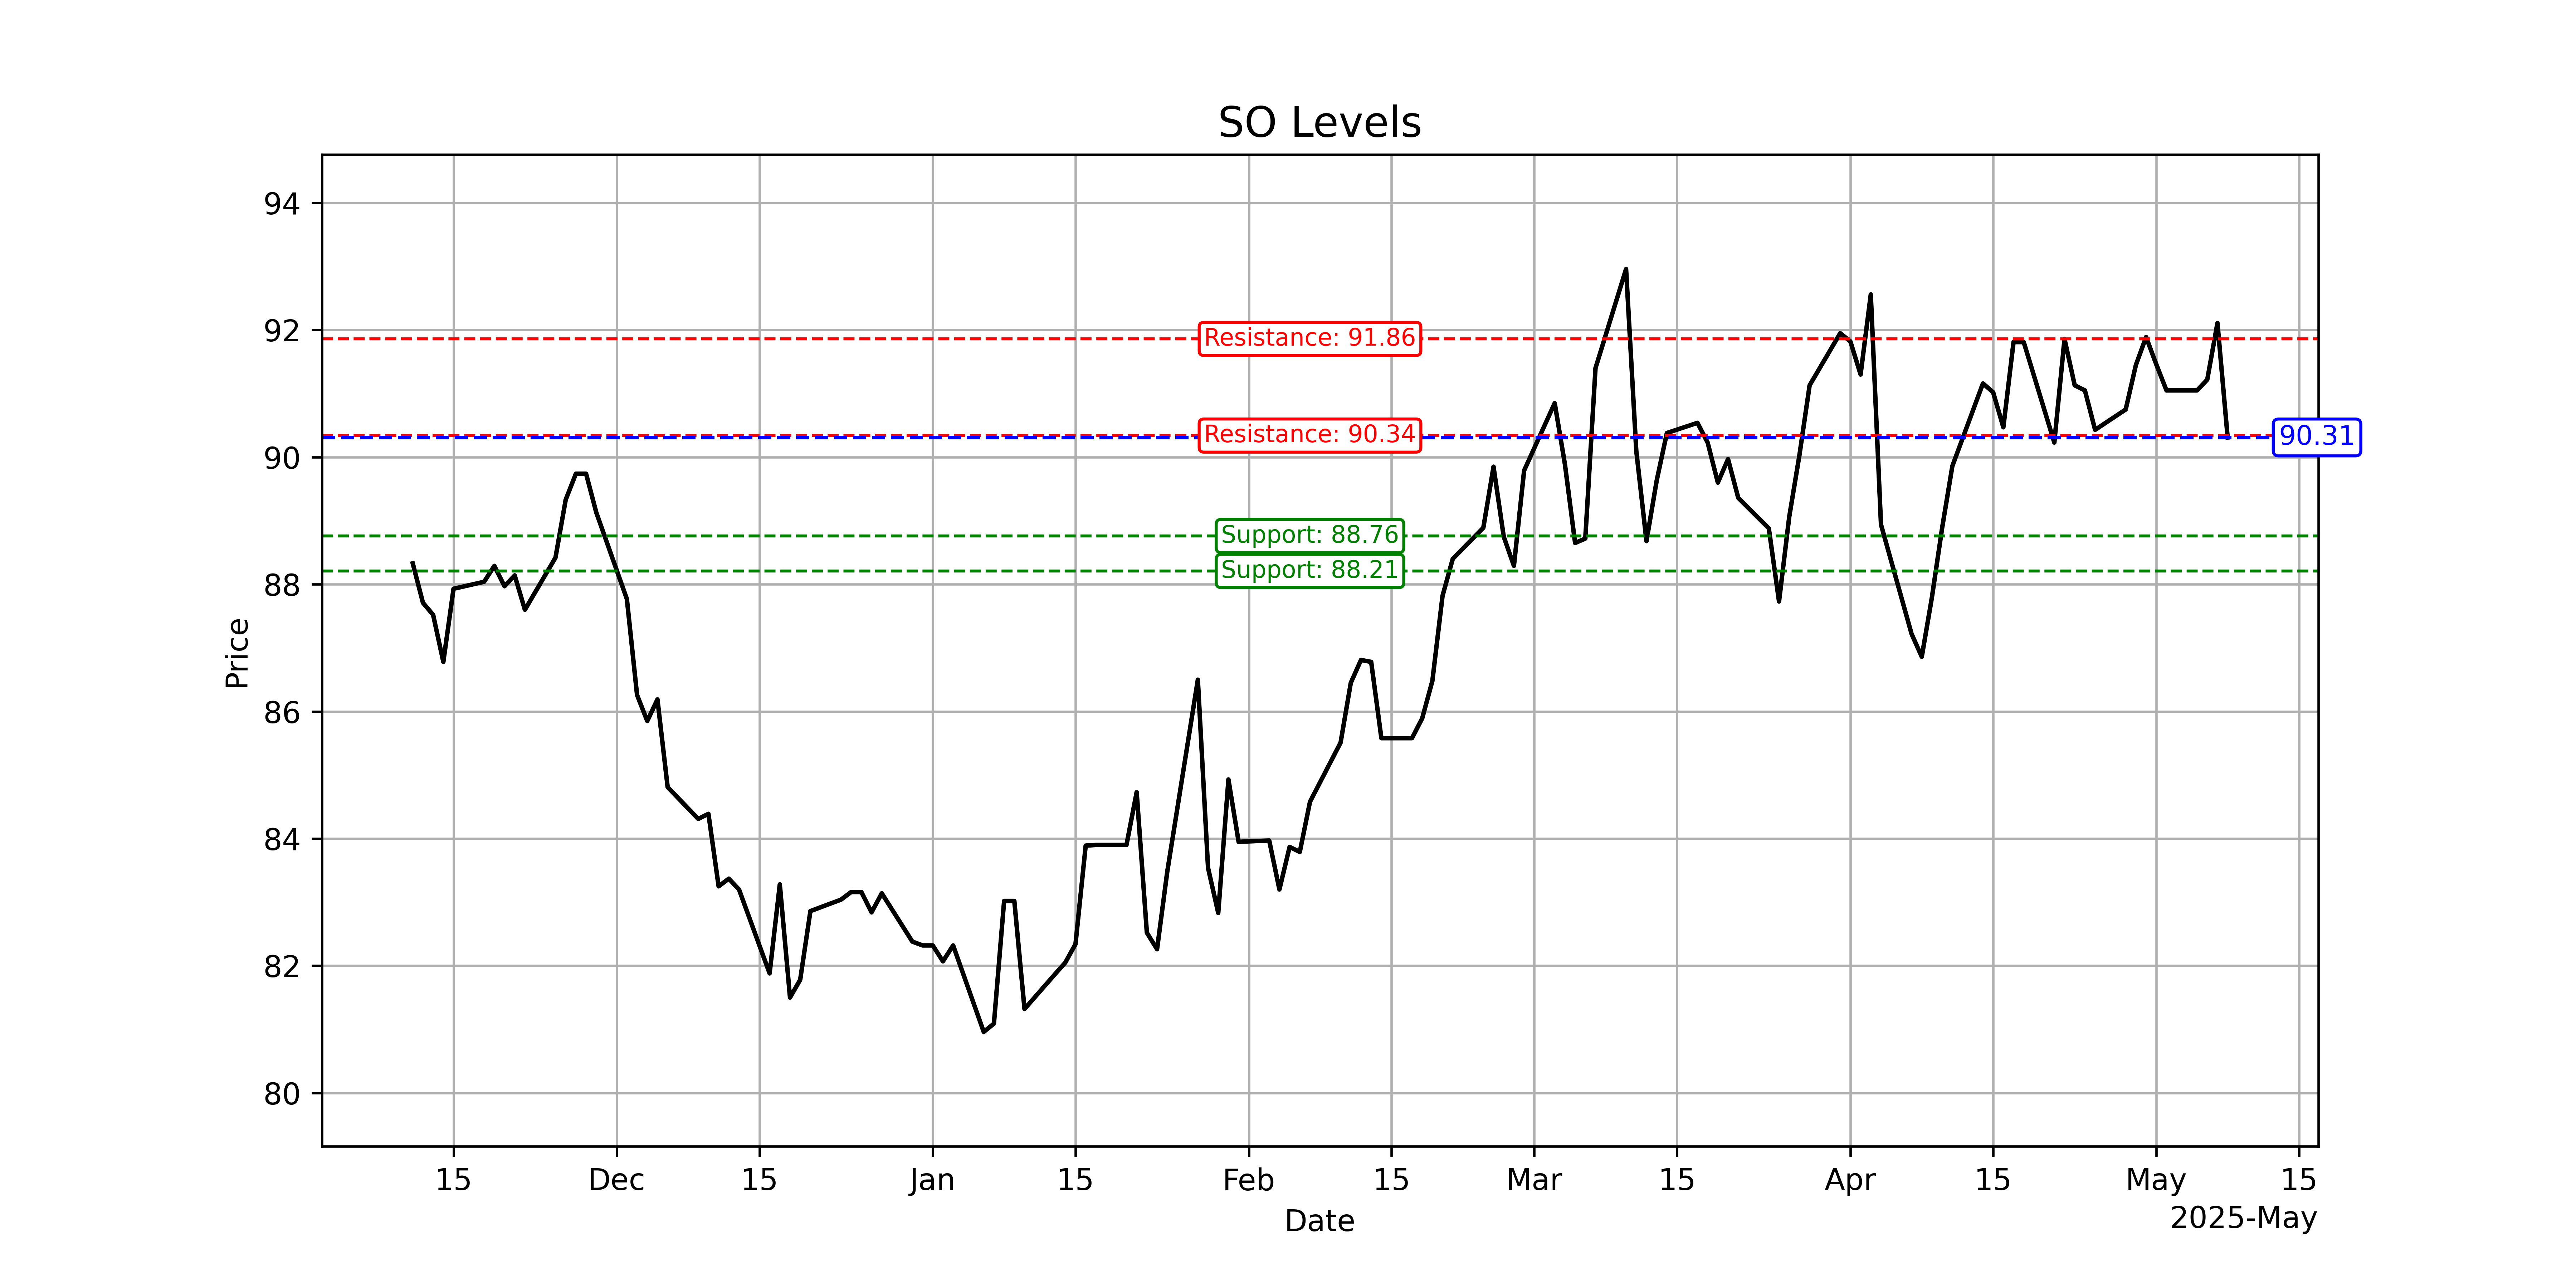 SO Levels
94
92
90
88
86
84
82
80
Price
Resistance: 91.86
Resistance: 90.34
90.31
Support: 88.76
Support: 88.21
15 Dec 15 Jan 15 Feb 15 Mar 15 Apr 15 May 15
Date
2025-May